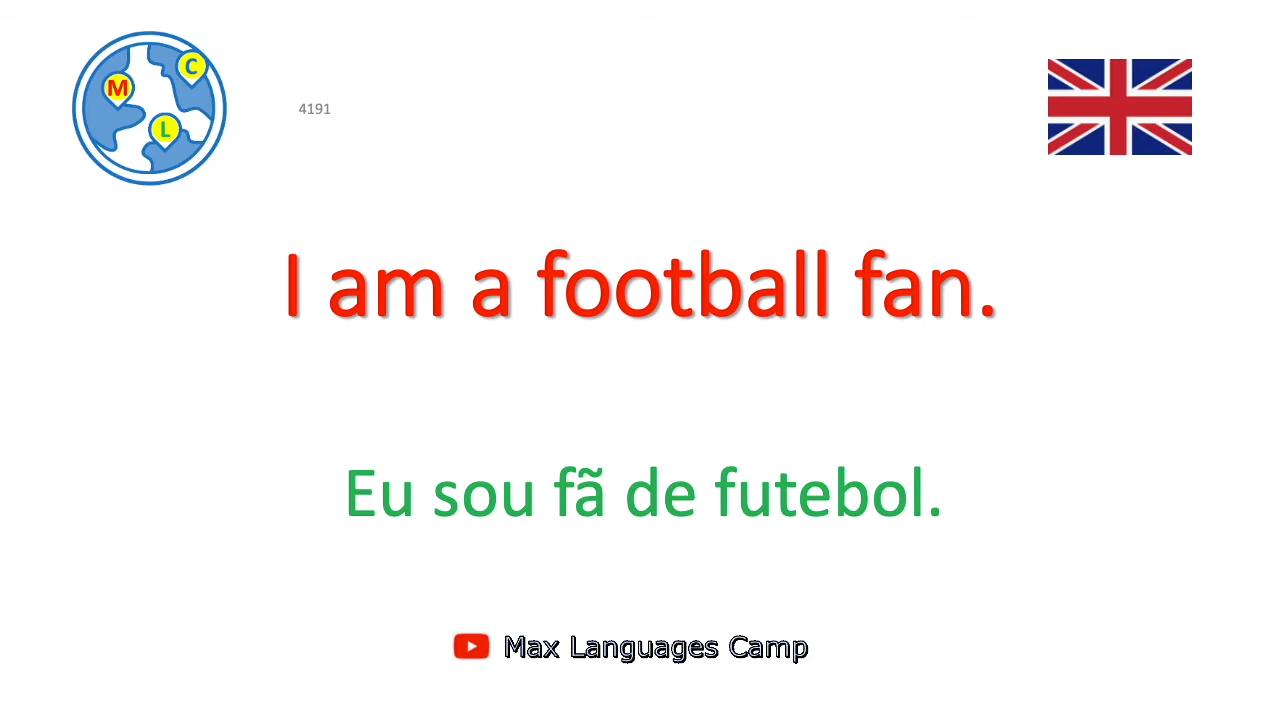 M
C
L
4191
I am a football fan.
Eu sou fã de futebol.
Max Languages Camp